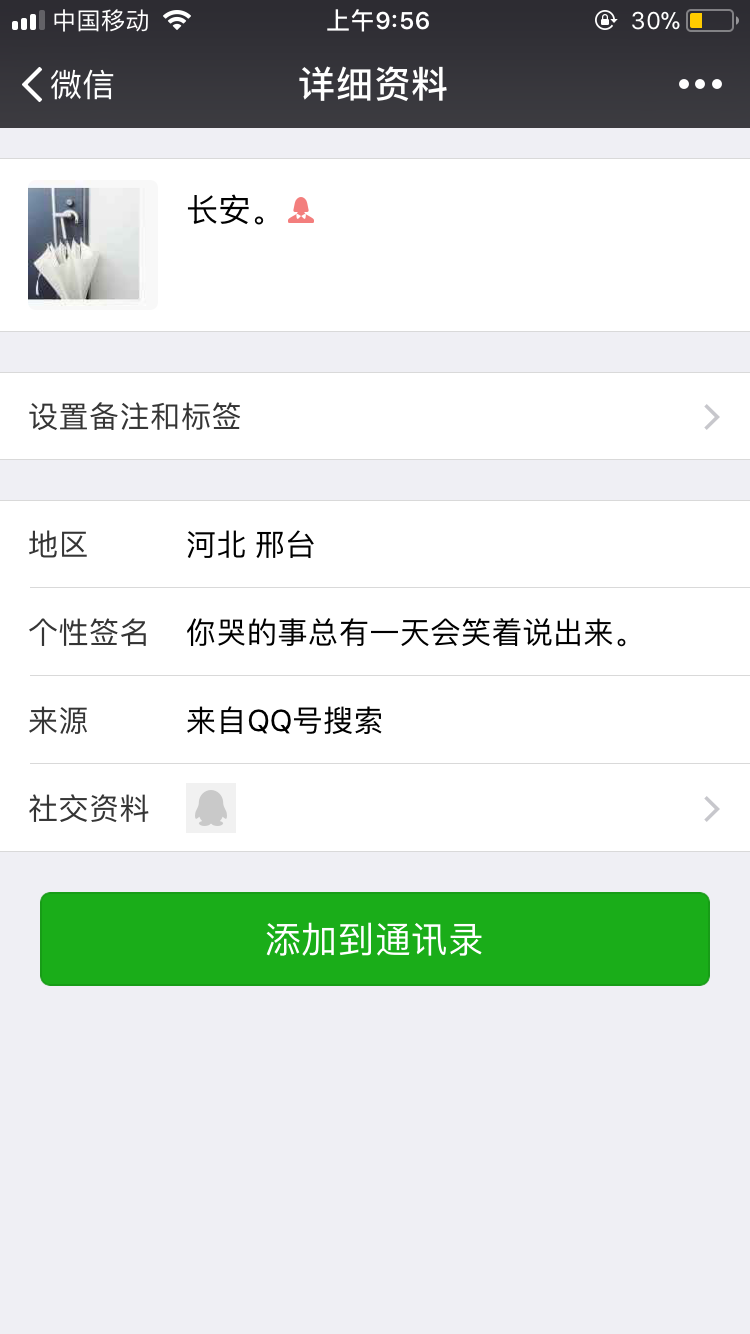 中国移动 上午9:56 30%
微信 详细资料
长安。
设置备注和标签
地区 河北 邢台
个性签名 你哭的事总有一天会笑着说出来。
来源 来自QQ号搜索
社交资料
添加到通讯录